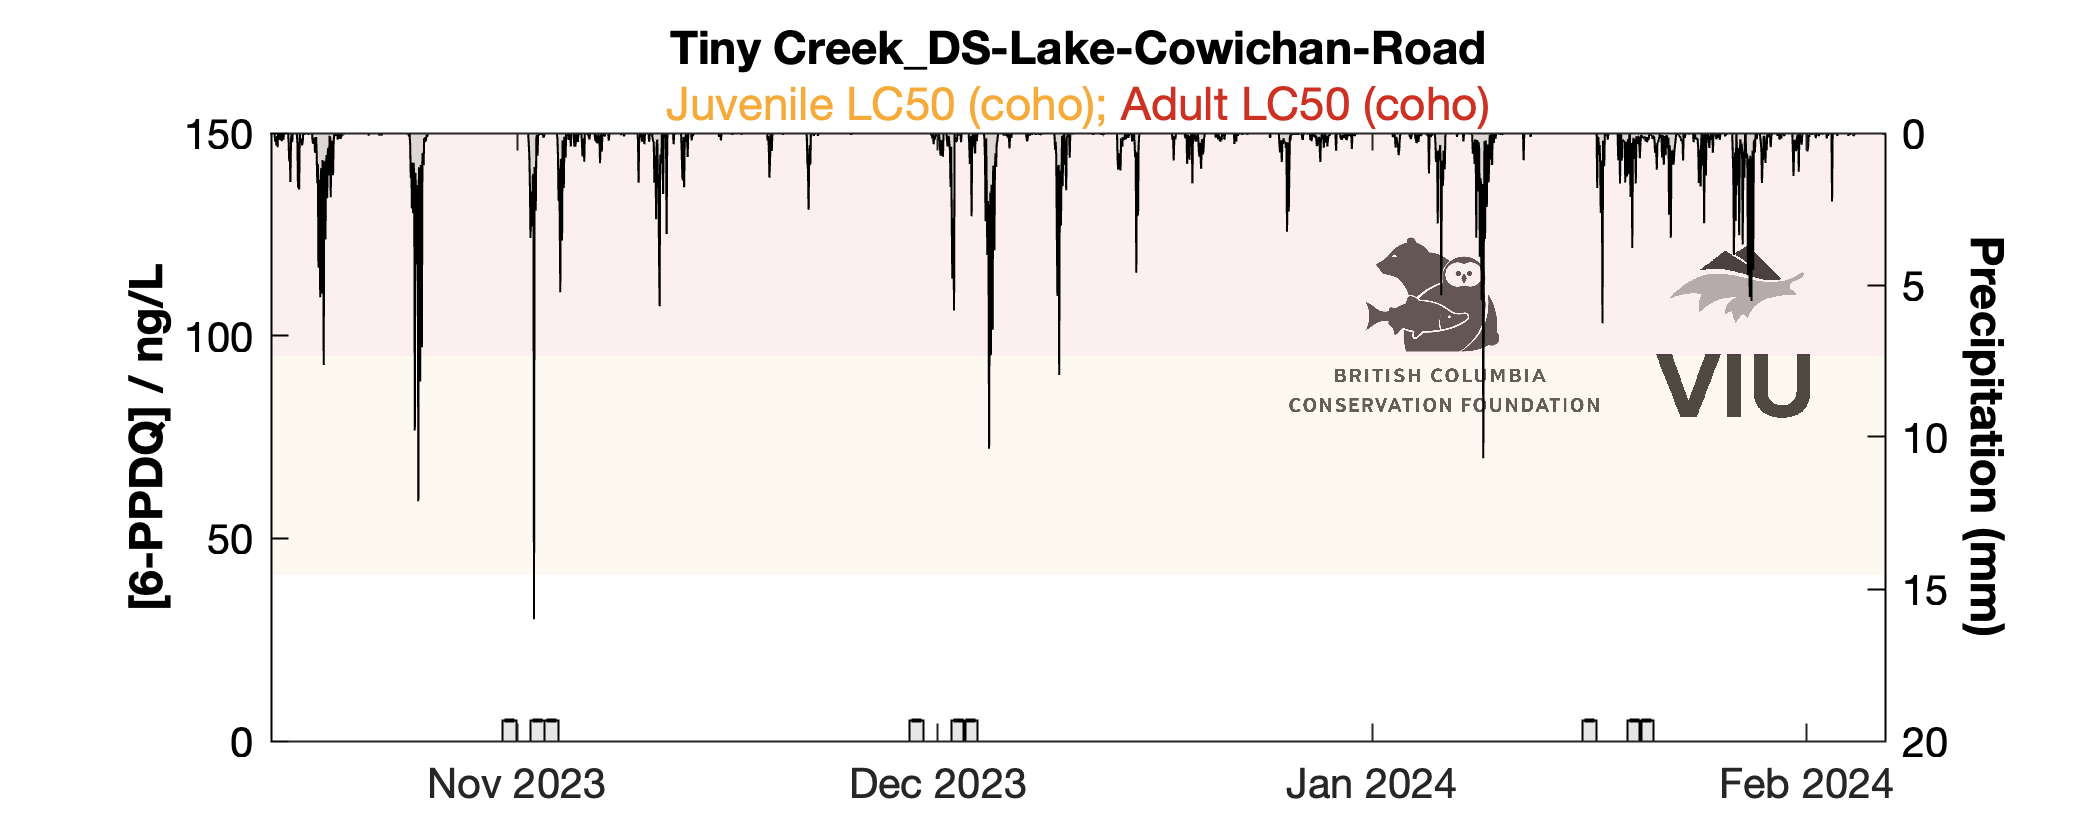 Tiny Creek_DS-Lake-Cowichan-Road
Juvenile LC50 (coho); Adult LC50 (coho)
150
100
50
0
[6-PPDQ] / ng/L
0
5
10
15
20
Precipitation (mm)
BRITISH COLUMBIA
CONSERVATION FOUNDATION
VIU
Nov 2023
Dec 2023
Jan 2024
Feb 2024